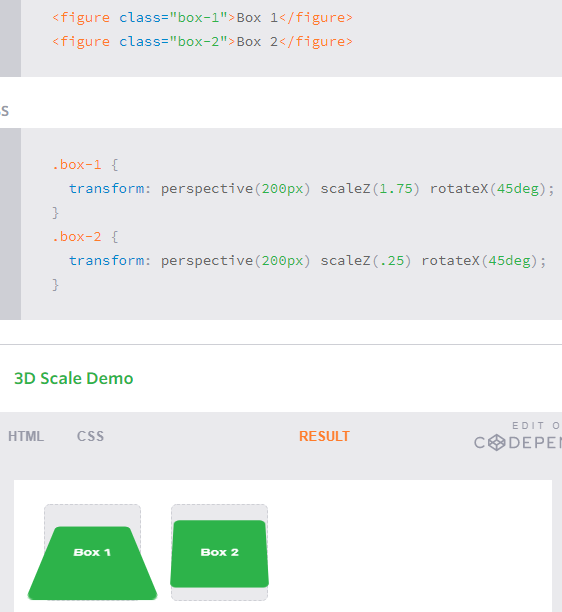 <figure class="box-1">Box 1</figure>
<figure class="box-2">Box 2</figure>
S
.box-1 {
  transform: perspective(200px) scaleZ(1.75) rotateX(45deg);
}
.box-2 {
  transform: perspective(200px) scaleZ(.25) rotateX(45deg);
}
3D Scale Demo
HTML CSS RESULT EDIT O
CODEPEN
Box 1 Box 2